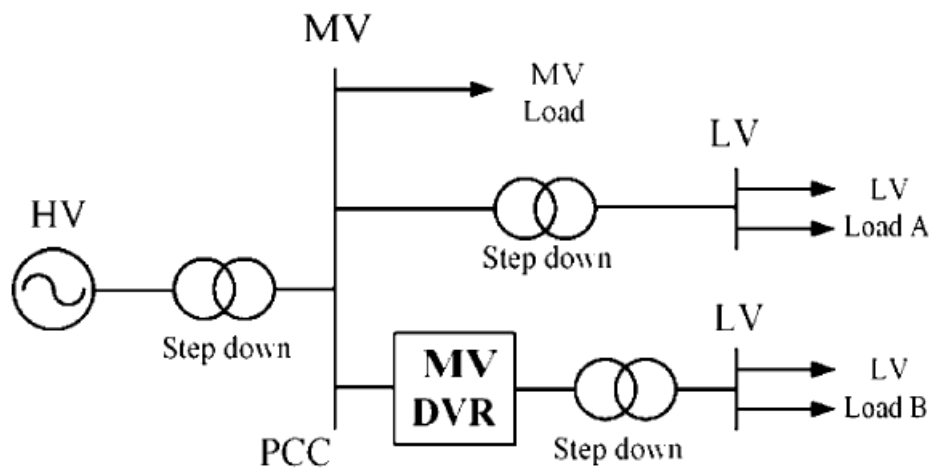 MV
MV
Load
LV
LV
Load A
HV
Step down
Step down
LV
MV
DVR
LV
Load B
Step down
PCC